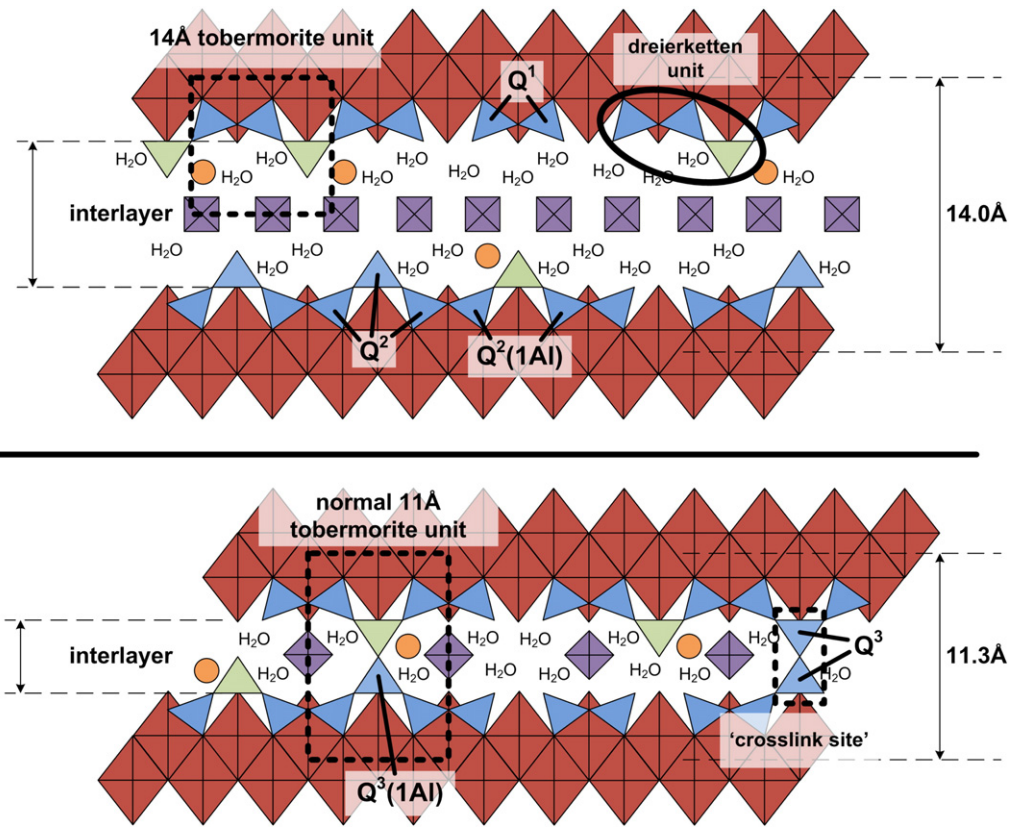 14Å tobermorite unit
dreierketten
unit
Q¹
H₂O H₂O H₂O H₂O H₂O H₂O
H₂O H₂O H₂O H₂O H₂O H₂O H₂O
interlayer
14.0Å
H₂O H₂O H₂O H₂O H₂O
H₂O H₂O H₂O H₂O H₂O H₂O
Q²
Q²(1Al)
normal 11Å
tobermorite unit
H₂O H₂O H₂O H₂O H₂O H₂O
interlayer
Q³
11.3Å
H₂O H₂O H₂O H₂O H₂O H₂O H₂O
'crosslink site'
Q³(1Al)